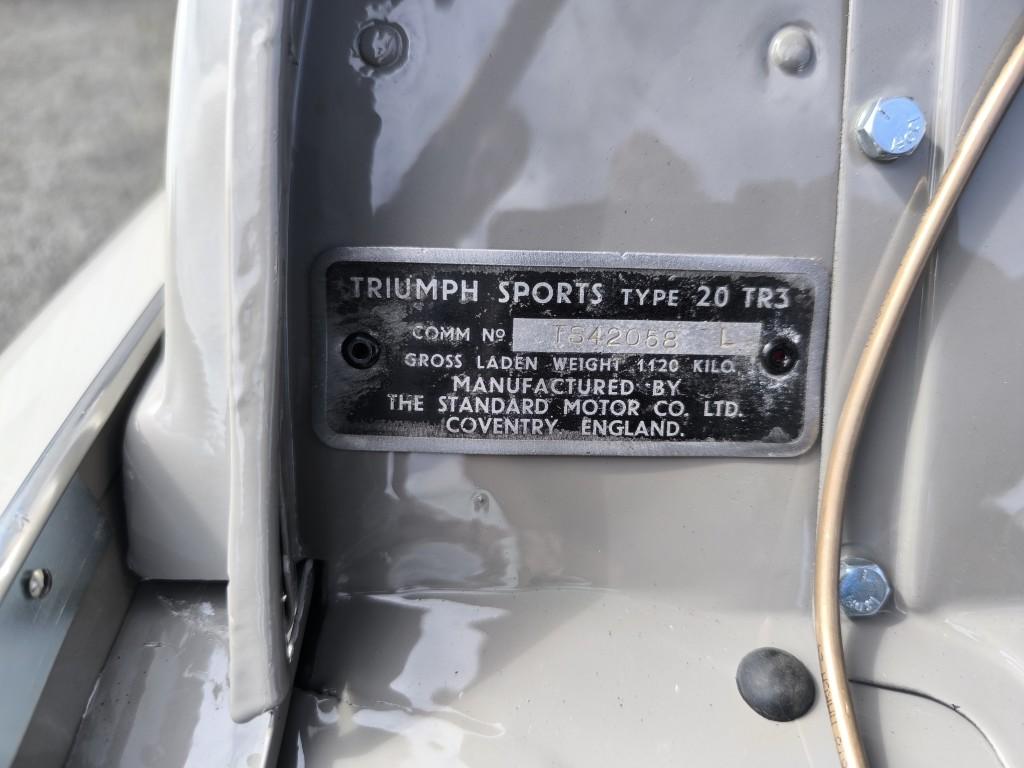 TRIUMPH SPORTS TYPE 20 TR3
COMM Nº TS42068 L
GROSS LADEN WEIGHT 1120 KILO.
MANUFACTURED BY
THE STANDARD MOTOR CO. LTD.
COVENTRY, ENGLAND.